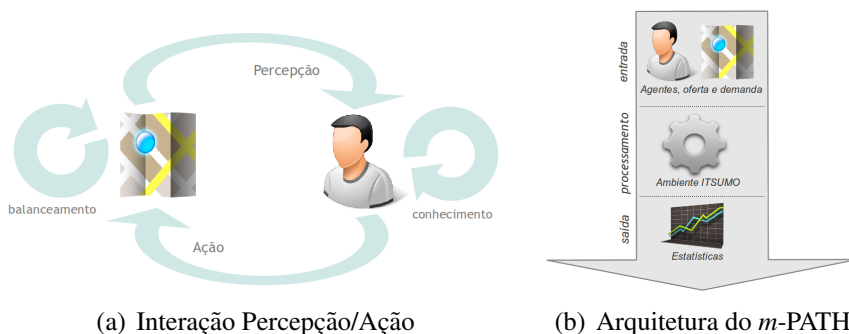 Percepção
balanceamento
conhecimento
Ação
(a) Interação Percepção/Ação
entrada
Agentes, oferta e demanda
processamento
Ambiente ITSUMO
saída
Estatísticas
(b) Arquitetura do m-PATH